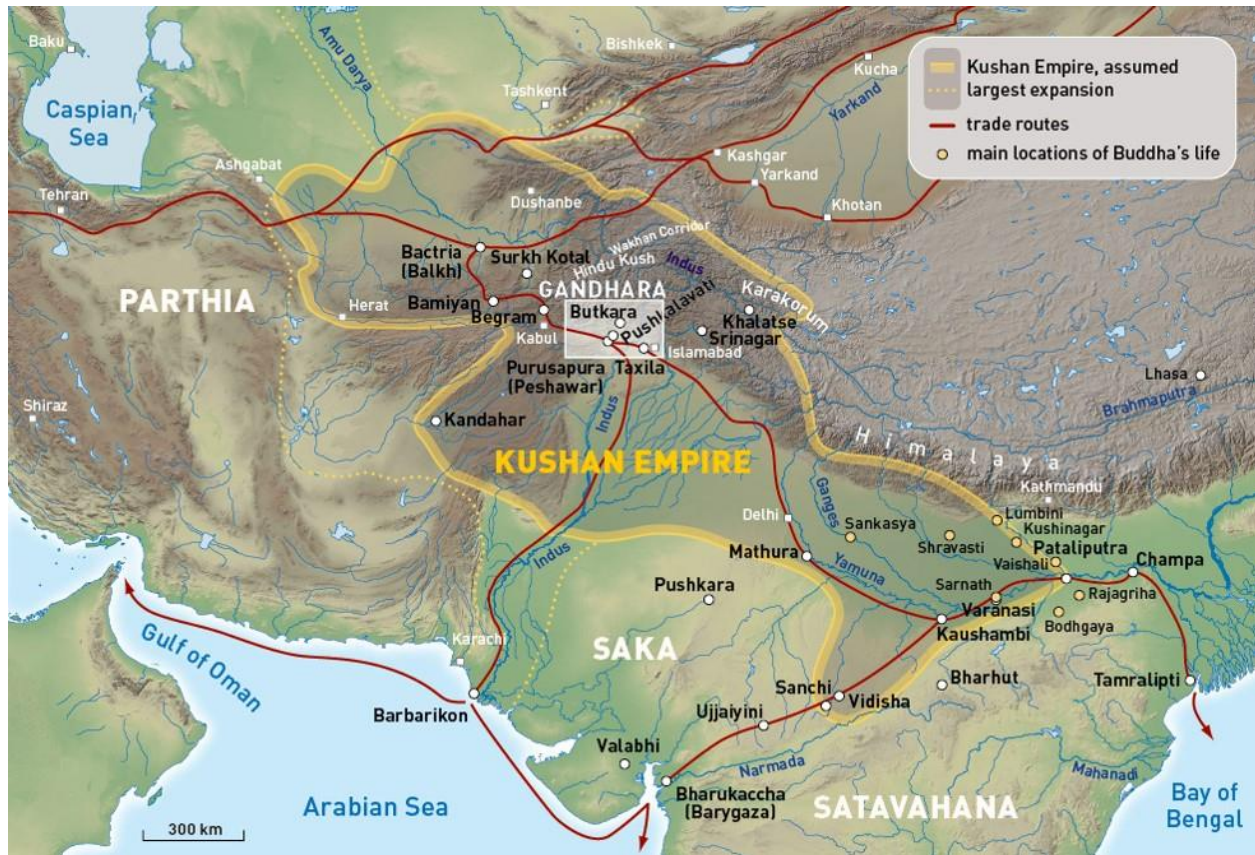 Baku
Caspian
Sea
Amu Darya
Bishkek
Tashkent
Kucha
Yarkand
Kushan Empire, assumed
largest expansion
trade routes
main locations of Buddha's life
Ashgabat
Tehran
Dushanbe
Kashgar
Yarkand
Khotan
Bactria
(Balkh)
Surkh Kotal
Wakhan Corridor
Hindu Kush
Indus
Karakorum
PARTHIA
Herat
Bamiyan
Begram
Kabul
GANDHARA
Butkara
Pushkalavati
Khalatse
Srinagar
Islamabad
Purusapura
(Peshawar)
Taxila
Lhasa
Brahmaputra
Shiraz
Kandahar
Indus
Himalaya
KUSHAN EMPIRE
Kathmandu
Delhi
Ganges
Sankasya
Lumbini
Kushinagar
Shravasti
Pataliputra
Champa
Indus
Mathura
Yamuna
Vaishali
Pushkara
Sarnath
Rajagriha
Varanasi
Kaushambi
Bodhgaya
Karachi
Gulf of Oman
SAKA
Bharhut
Tamralipti
Barbarikon
Sanchi
Vidisha
Ujjaiyini
Valabhi
Narmada
Mahanadi
Bharukaccha
(Barygaza)
SATAVAHANA
Arabian Sea
Bay of
Bengal
300 km